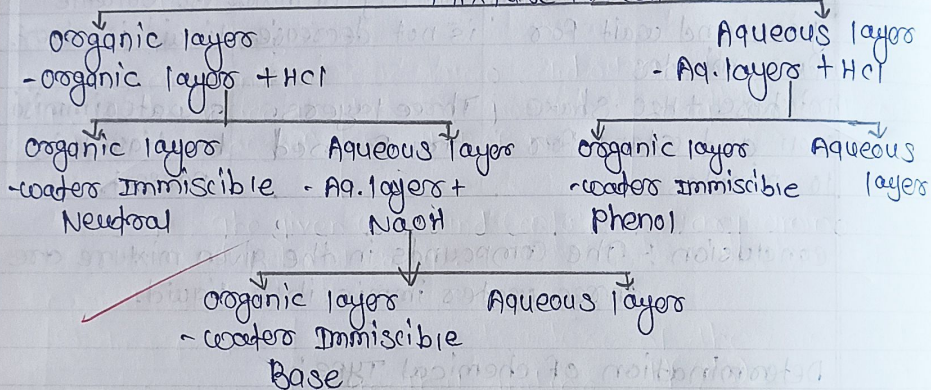 Organic layer
Aqueous layer
-Organic layer + HCl
- Aq. layer + HCl
Organic layer
Aqueous layer
Organic layer
Aqueous layer
-water Immiscible
- Aq. layer +
-water Immiscible
Neutral
NaOH
Phenol
Organic layer
Aqueous layer
-water Immiscible
Base